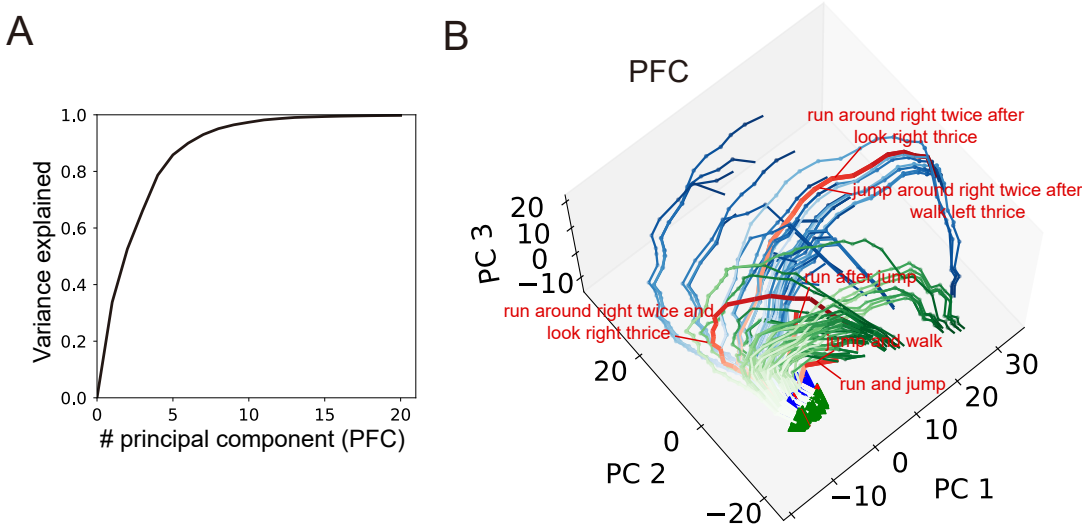 A
B
PFC
Variance explained
1.0
0.8
0.6
0.4
0.2
0.0
0
5
10
15
20
# principal component (PFC)
run around right twice after
look right thrice
jump around right twice after
walk left thrice
run after jump
run around right twice and
look right thrice
jump and walk
run and jump
PC 3
20
10
0
−10
PC 2
20
0
−20
PC 1
−10
0
10
20
30